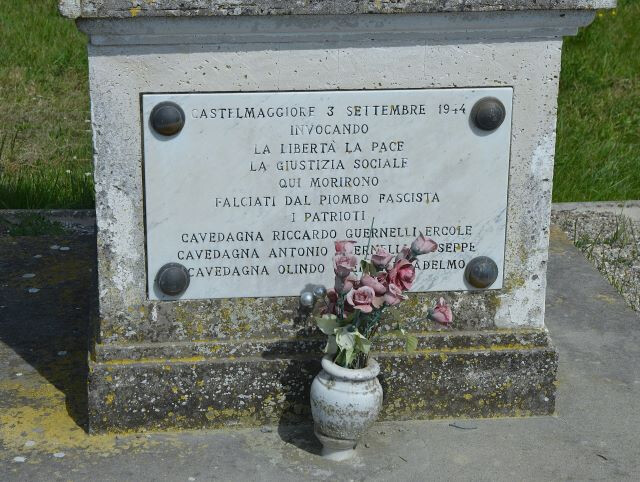 CASTELMAGGIORE 3 SETTEMBRE 1944
INVOCANDO
LA LIBERTÀ LA PACE
LA GIUSTIZIA SOCIALE
QUI MORIRONO
FALCIATI DAL PIOMBO FASCISTA
I PATRIOTI
CAVEDAGNA RICCARDO GUERNELLI ERCOLE
CAVEDAGNA ANTONIO
CAVEDAGNA OLINDO ADELMO